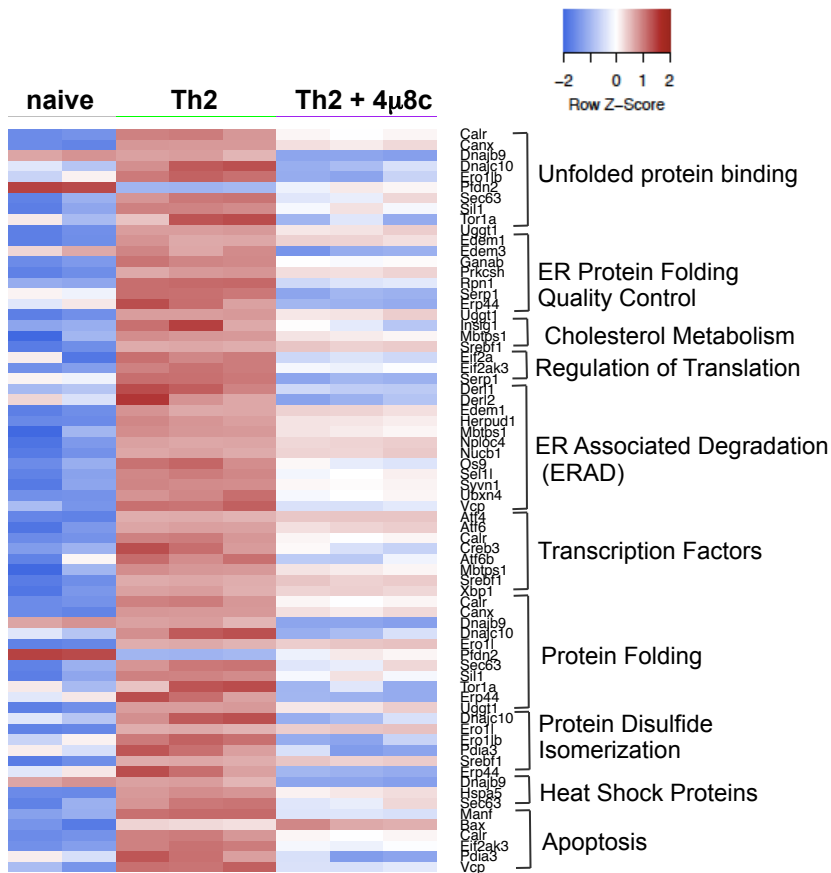 -2 0 1 2
Row Z-Score
naive Th2 Th2 + 4μ8c
Calr
Canx
Dnajb9
Dnajc10
Ero1lb
Pfdn2
Sec63
Sil1
Tor1a
Uggt1
Unfolded protein binding
Edem1
Edem3
Ganab
Prkcsh
Rpn1
Serp1
Erp44
Uggt1
ER Protein Folding
Quality Control
Insig1
Mbtps1
Srebf1
Cholesterol Metabolism
Eif2a
Eif2ak3
Serp1
Regulation of Translation
Derl1
Derl2
Edem1
Herpud1
Mbtps1
Nploc4
Nucb1
Os9
Sel1l
Syvn1
Ubxn4
Vcp
ER Associated Degradation
(ERAD)
Atf4
Atf6
Calr
Creb3
Atf6b
Mbtps1
Srebf1
Xbp1
Transcription Factors
Calr
Canx
Dnajb9
Dnajc10
Ero1l
Pfdn2
Sec63
Sil1
Tor1a
Erp44
Uggt1
Protein Folding
Dnajc10
Ero1l
Ero1lb
Pdia3
Srebf1
Erp44
Protein Disulfide
Isomerization
Dnajb9
Hspa5
Sec63
Heat Shock Proteins
Manf
Bax
Calr
Eif2ak3
Pdia3
Vcp
Apoptosis